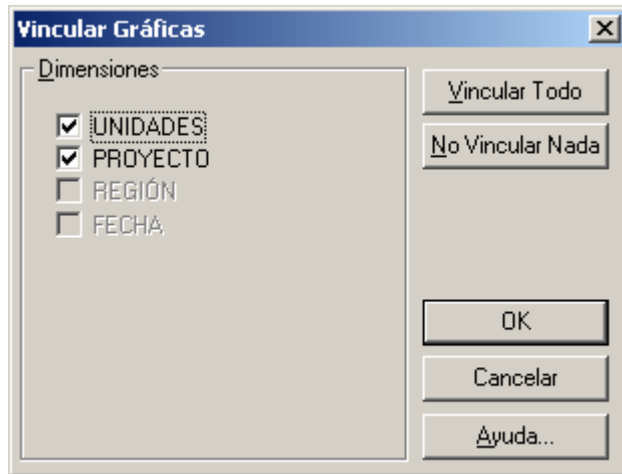 Vincular Gráficas
Dimensiones
UNIDADES
PROYECTO
REGIÓN
FECHA
Vincular Todo
No Vincular Nada
OK
Cancelar
Ayuda...